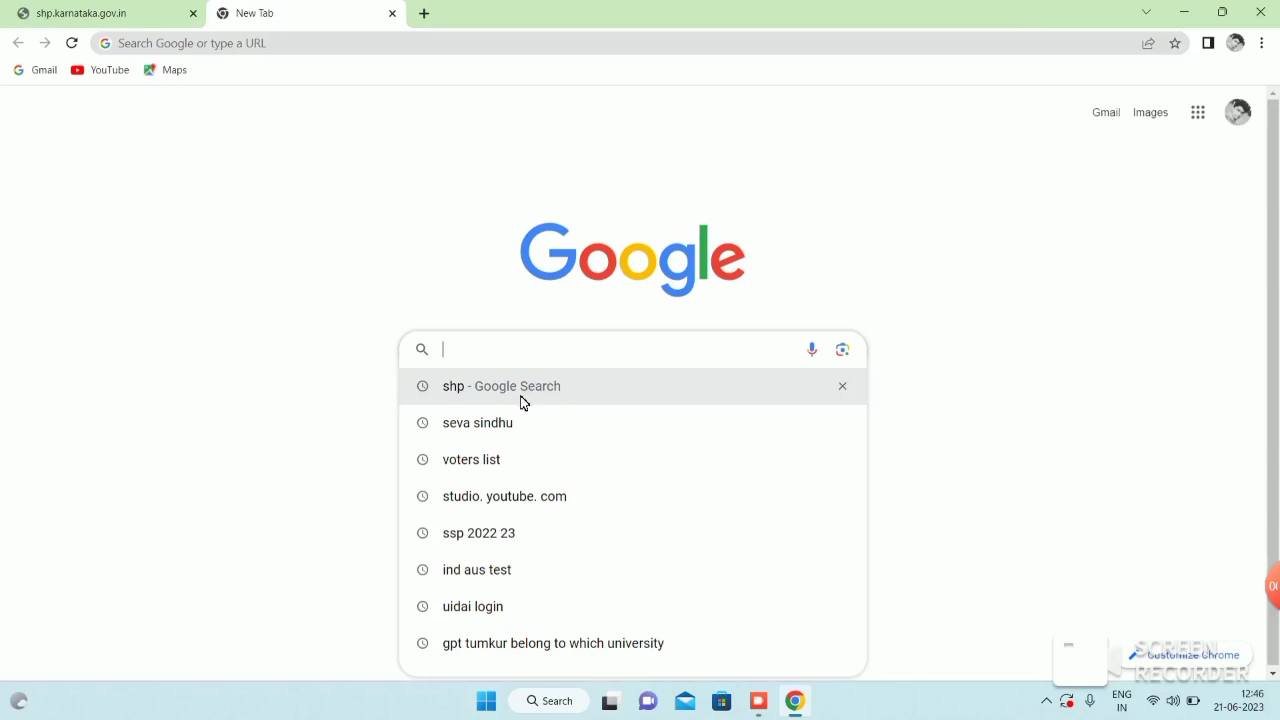 shp.karnataka.gov.in
New Tab
Search Google or type a URL
Gmail
YouTube
Maps
Gmail
Images
Google
shp - Google Search
seva sindhu
voters list
studio. youtube. com
ssp 2022 23
ind aus test
uidai login
gpt tumkur belong to which university
Customize Chrome
SCREEN
RECORDER
Search
ENG
IN
12:46
21-06-2023